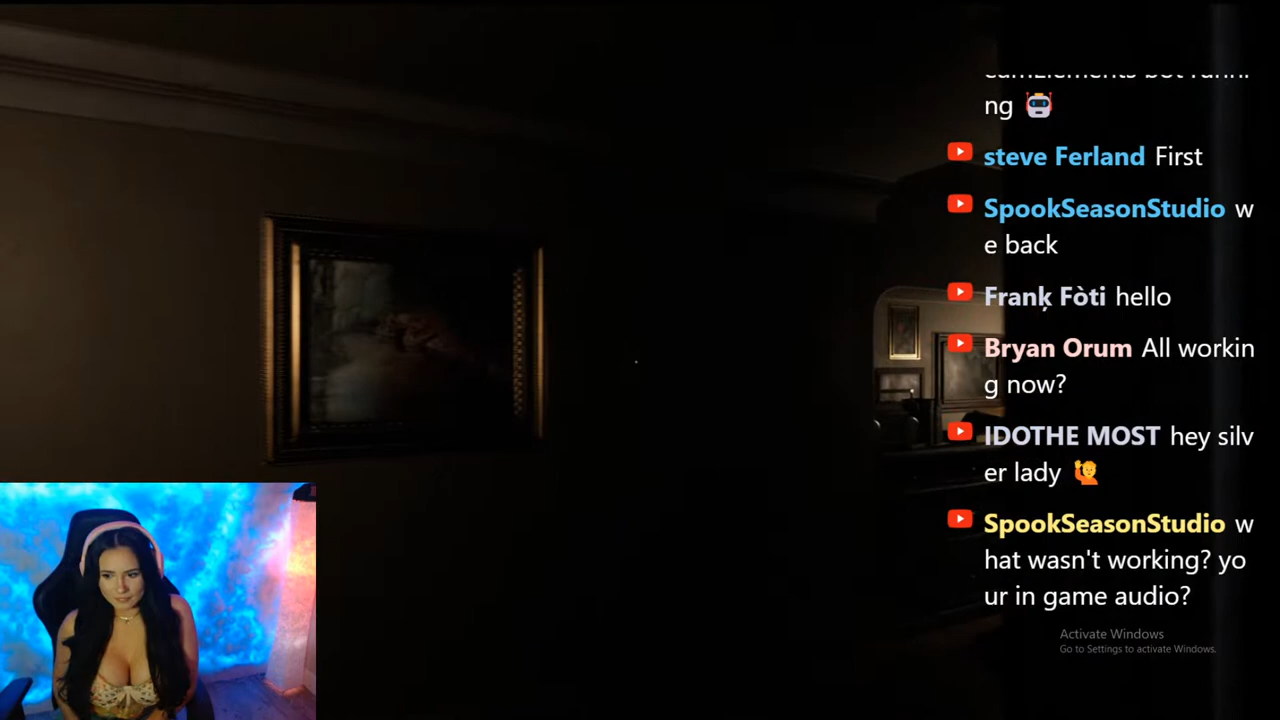 ng 🤖
steve Ferland First
SpookSeasonStudio w
e back
Franķ Fòti hello
Bryan Orum All workin
g now?
IDOTHE MOST hey silv
er lady 🙋
SpookSeasonStudio w
hat wasn't working? yo
ur in game audio?
Activate Windows
Go to Settings to activate Windows.